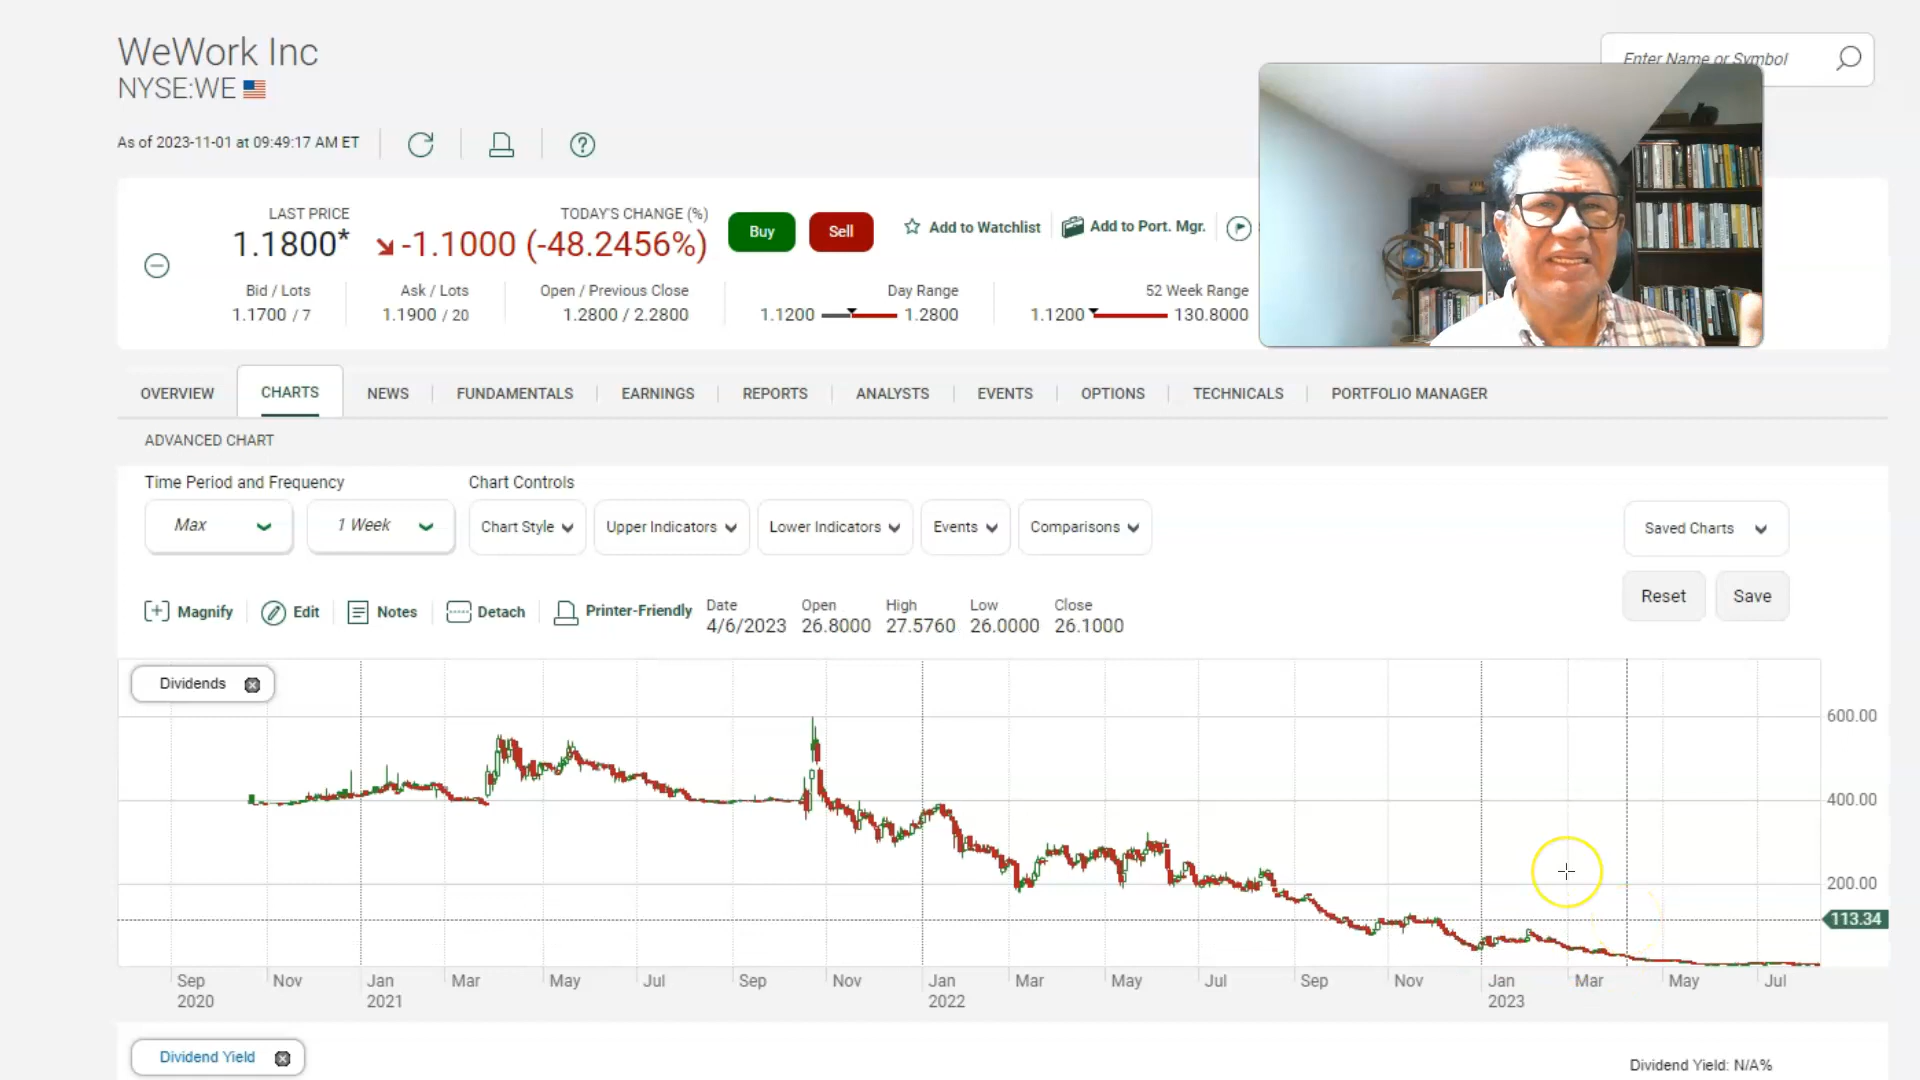 WeWork Inc
NYSE:WE
Enter Name or Symbol
As of 2023-11-01 at 09:49:17 AM ET
LAST PRICE
1.1800*
TODAY'S CHANGE (%)
-1.1000 (-48.2456%)
Buy
Sell
Add to Watchlist
Add to Port. Mgr.
Bid / Lots
1.1700 / 7
Ask / Lots
1.1900 / 20
Open / Previous Close
1.2800 / 2.2800
Day Range
1.1200 1.2800
52 Week Range
1.1200 130.8000
OVERVIEW CHARTS NEWS FUNDAMENTALS EARNINGS REPORTS ANALYSTS EVENTS OPTIONS TECHNICALS PORTFOLIO MANAGER
ADVANCED CHART
Time Period and Frequency
Chart Controls
Max
1 Week
Chart Style
Upper Indicators
Lower Indicators
Events
Comparisons
Saved Charts
Reset
Save
Magnify
Edit
Notes
Detach
Printer-Friendly
Date Open High Low Close
4/6/2023 26.8000 27.5760 26.0000 26.1000
Dividends
600.00
400.00
200.00
113.34
Sep Nov Jan Mar May Jul Sep Nov Jan Mar May Jul Sep Nov Jan Mar May Jul
2020 2021 2022 2023
Dividend Yield
Dividend Yield: N/A%